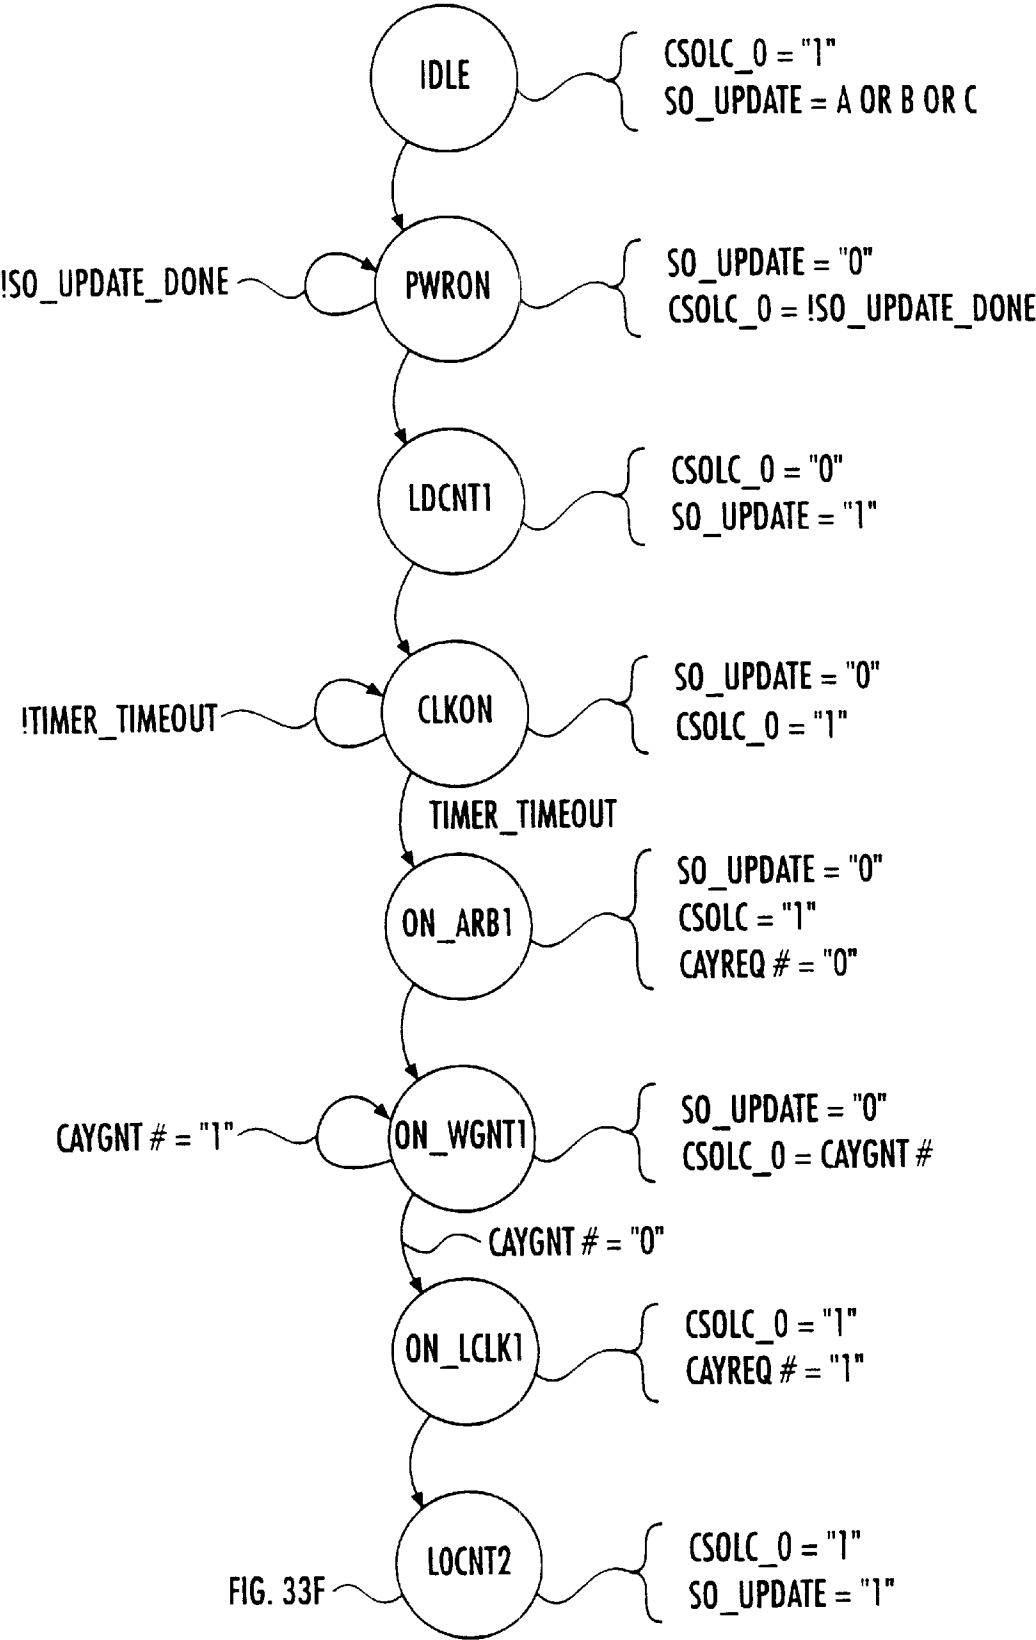 IDLE
CSOLC_0 = "1"
SO_UPDATE = A OR B OR C
!SO_UPDATE_DONE
PWRON
SO_UPDATE = "0"
CSOLC_0 = !SO_UPDATE_DONE
LDCNT1
CSOLC_0 = "0"
SO_UPDATE = "1"
!TIMER_TIMEOUT
CLKON
SO_UPDATE = "0"
CSOLC_0 = "1"
TIMER_TIMEOUT
ON_ARB1
SO_UPDATE = "0"
CSOLC = "1"
CAYREQ # = "0"
CAYGNT # = "1"
ON_WGNT1
SO_UPDATE = "0"
CSOLC_0 = CAYGNT #
CAYGNT # = "0"
ON_LCLK1
CSOLC_0 = "1"
CAYREQ # = "1"
LOCNT2
CSOLC_0 = "1"
SO_UPDATE = "1"
FIG. 33F